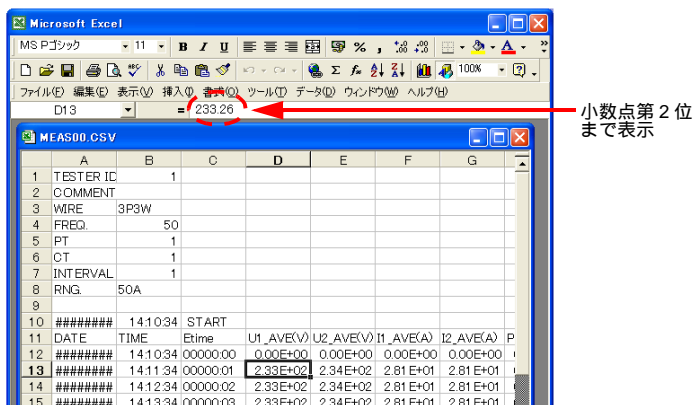 Microsoft Excel
MS Pゴシック 11 B I U % ,
Σ fx 100%
ファイル(F) 編集(E) 表示(V) 挿入(I) 書式(O) ツール(T) データ(D) ウィンドウ(W) ヘルプ(H)
D13 = 233.26
小数点第2位
まで表示
MEAS00.CSV
A B C D E F G
1 TESTER ID 1
2 COMMENT
3 WIRE 3P3W
4 FREQ. 50
5 PT 1
6 CT 1
7 INTERVAL 1
8 RNG. 50A
9
10 ######## 14:10:34 START
11 DATE TIME Etime U1_AVE(V) U2_AVE(V) I1_AVE(A) I2_AVE(A) P
12 ######## 14:10:34 00000:00 0.00E+00 0.00E+00 0.00E+00 0.00E+00
13 ######## 14:11:34 00000:01 2.33E+02 2.34E+02 2.81E+01 2.81E+01
14 ######## 14:12:34 00000:02 2.33E+02 2.34E+02 2.81E+01 2.81E+01
15 ######## 14:13:34 00000:03 2.33E+02 2.34E+02 2.81E+01 2.81E+01